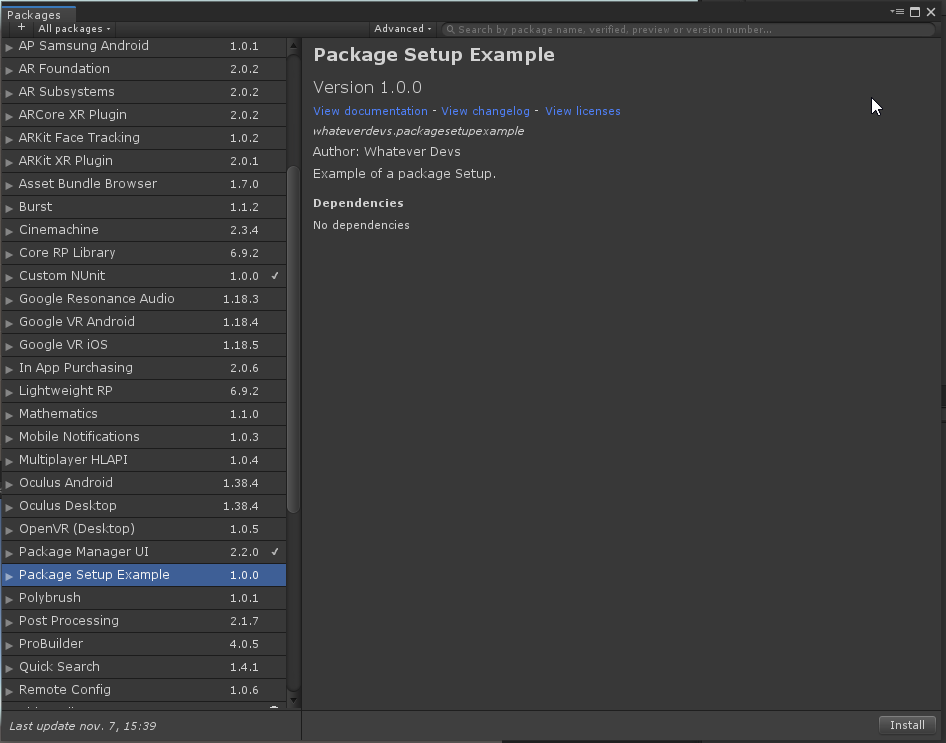 Packages
+ All packages
Advanced
Search by package name, verified, preview or version number...
AP Samsung Android 1.0.1
AR Foundation 2.0.2
AR Subsystems 2.0.2
ARCore XR Plugin 2.0.2
ARKit Face Tracking 1.0.2
ARKit XR Plugin 2.0.1
Asset Bundle Browser 1.7.0
Burst 1.1.2
Cinemachine 2.3.4
Core RP Library 6.9.2
Custom NUnit 1.0.0 ✓
Google Resonance Audio 1.18.3
Google VR Android 1.18.4
Google VR iOS 1.18.5
In App Purchasing 2.0.6
Lightweight RP 6.9.2
Mathematics 1.1.0
Mobile Notifications 1.0.3
Multiplayer HLAPI 1.0.4
Oculus Android 1.38.4
Oculus Desktop 1.38.4
OpenVR (Desktop) 1.0.5
Package Manager UI 2.2.0 ✓
Package Setup Example 1.0.0
Polybrush 1.0.1
Post Processing 2.1.7
ProBuilder 4.0.5
Quick Search 1.4.1
Remote Config 1.0.6
Last update nov. 7, 15:39
Package Setup Example
Version 1.0.0
View documentation - View changelog - View licenses
whateverdevs.packagesetupexample
Author: Whatever Devs
Example of a package Setup.
Dependencies
No dependencies
Install